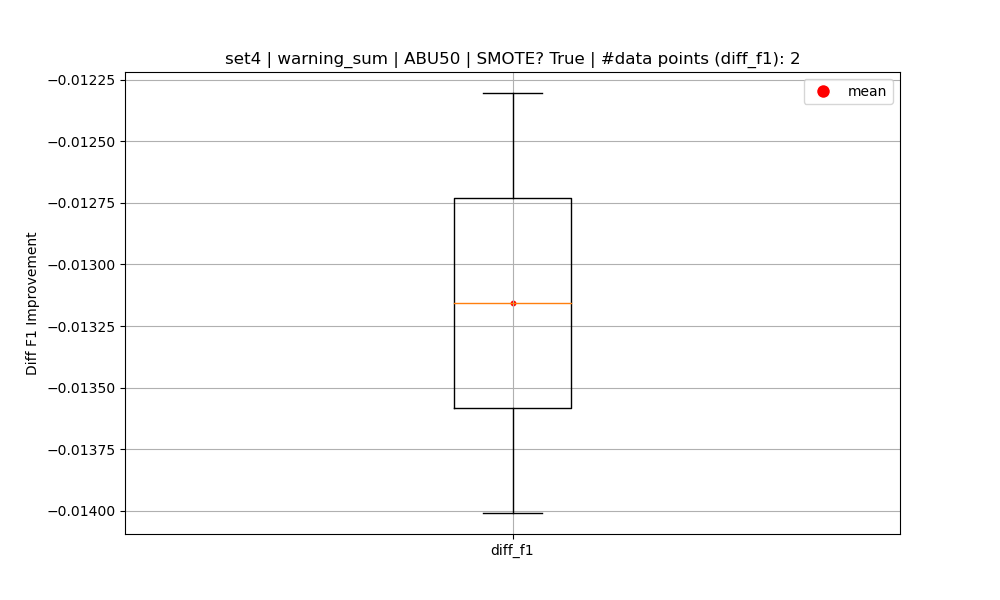 set4 | warning_sum | ABU50 | SMOTE? True | #data points (diff_f1): 2
mean
−0.01225
−0.01250
−0.01275
−0.01300
−0.01325
−0.01350
−0.01375
−0.01400
Diff F1 Improvement
diff_f1